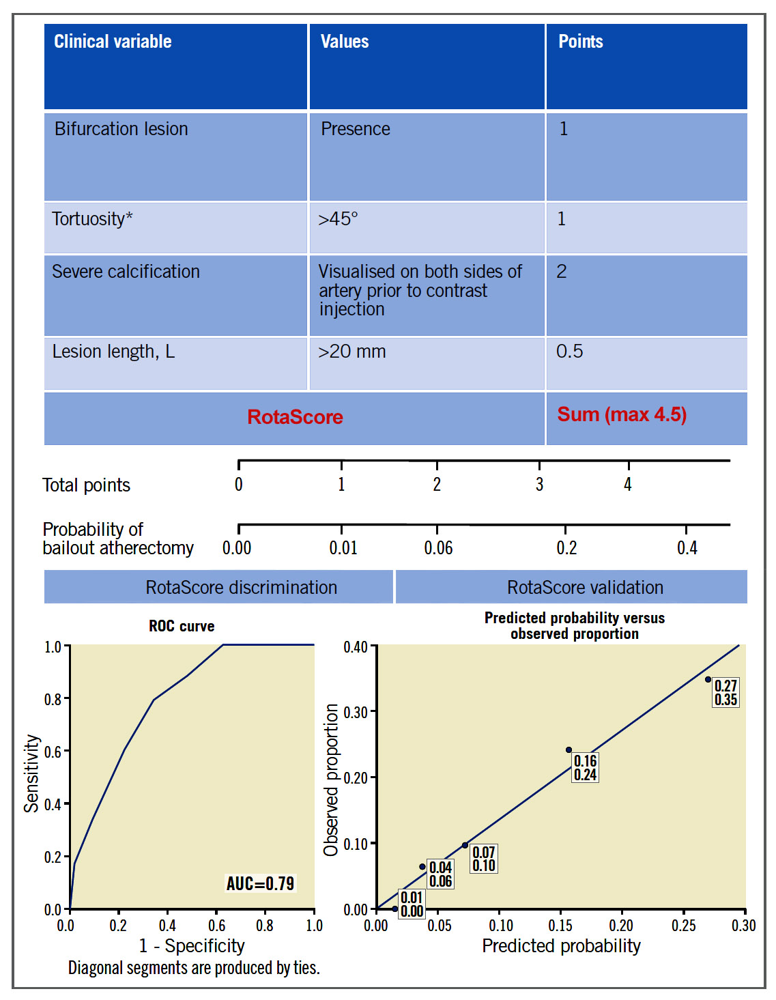 Clinical variable Values Points
Bifurcation lesion Presence 1
Tortuosity* >45° 1
Severe calcification Visualised on both sides of 2
artery prior to contrast
injection
Lesion length, L >20 mm 0.5
RotaScore Sum (max 4.5)
Total points 0 1 2 3 4
Probability of
bailout atherectomy 0.00 0.01 0.06 0.2 0.4
RotaScore discrimination RotaScore validation
ROC curve
1.0
0.8
0.6
0.4
0.2
0.0
Sensitivity
AUC=0.79
0.0 0.2 0.4 0.6 0.8 1.0
1 - Specificity
Diagonal segments are produced by ties.
Predicted probability versus
observed proportion
0.40
0.30
0.20
0.10
0.00
Observed proportion
0.27
0.35
0.16
0.24
0.07
0.10
0.04
0.06
0.01
0.00
0.00 0.05 0.10 0.15 0.20 0.25 0.30
Predicted probability